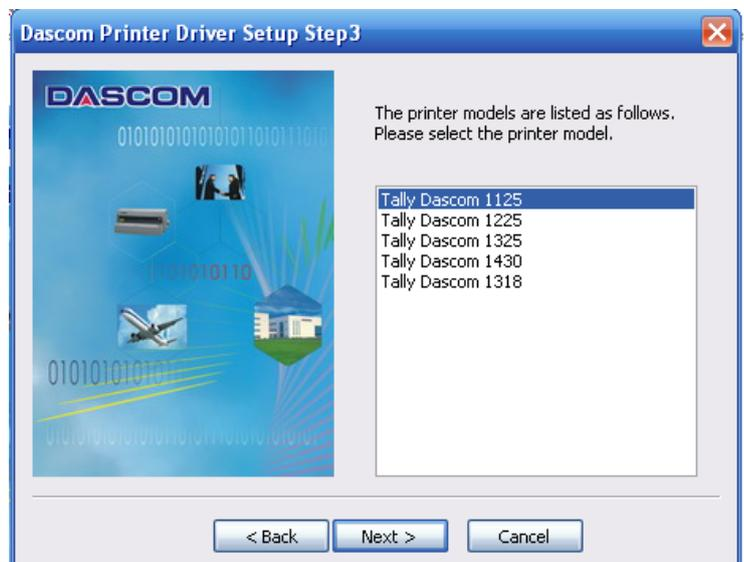 Dascom Printer Driver Setup Step3
DASCOM
010101010101011010111010
The printer models are listed as follows.
Please select the printer model.
Tally Dascom 1125
Tally Dascom 1225
Tally Dascom 1325
Tally Dascom 1430
Tally Dascom 1318
< Back
Next >
Cancel